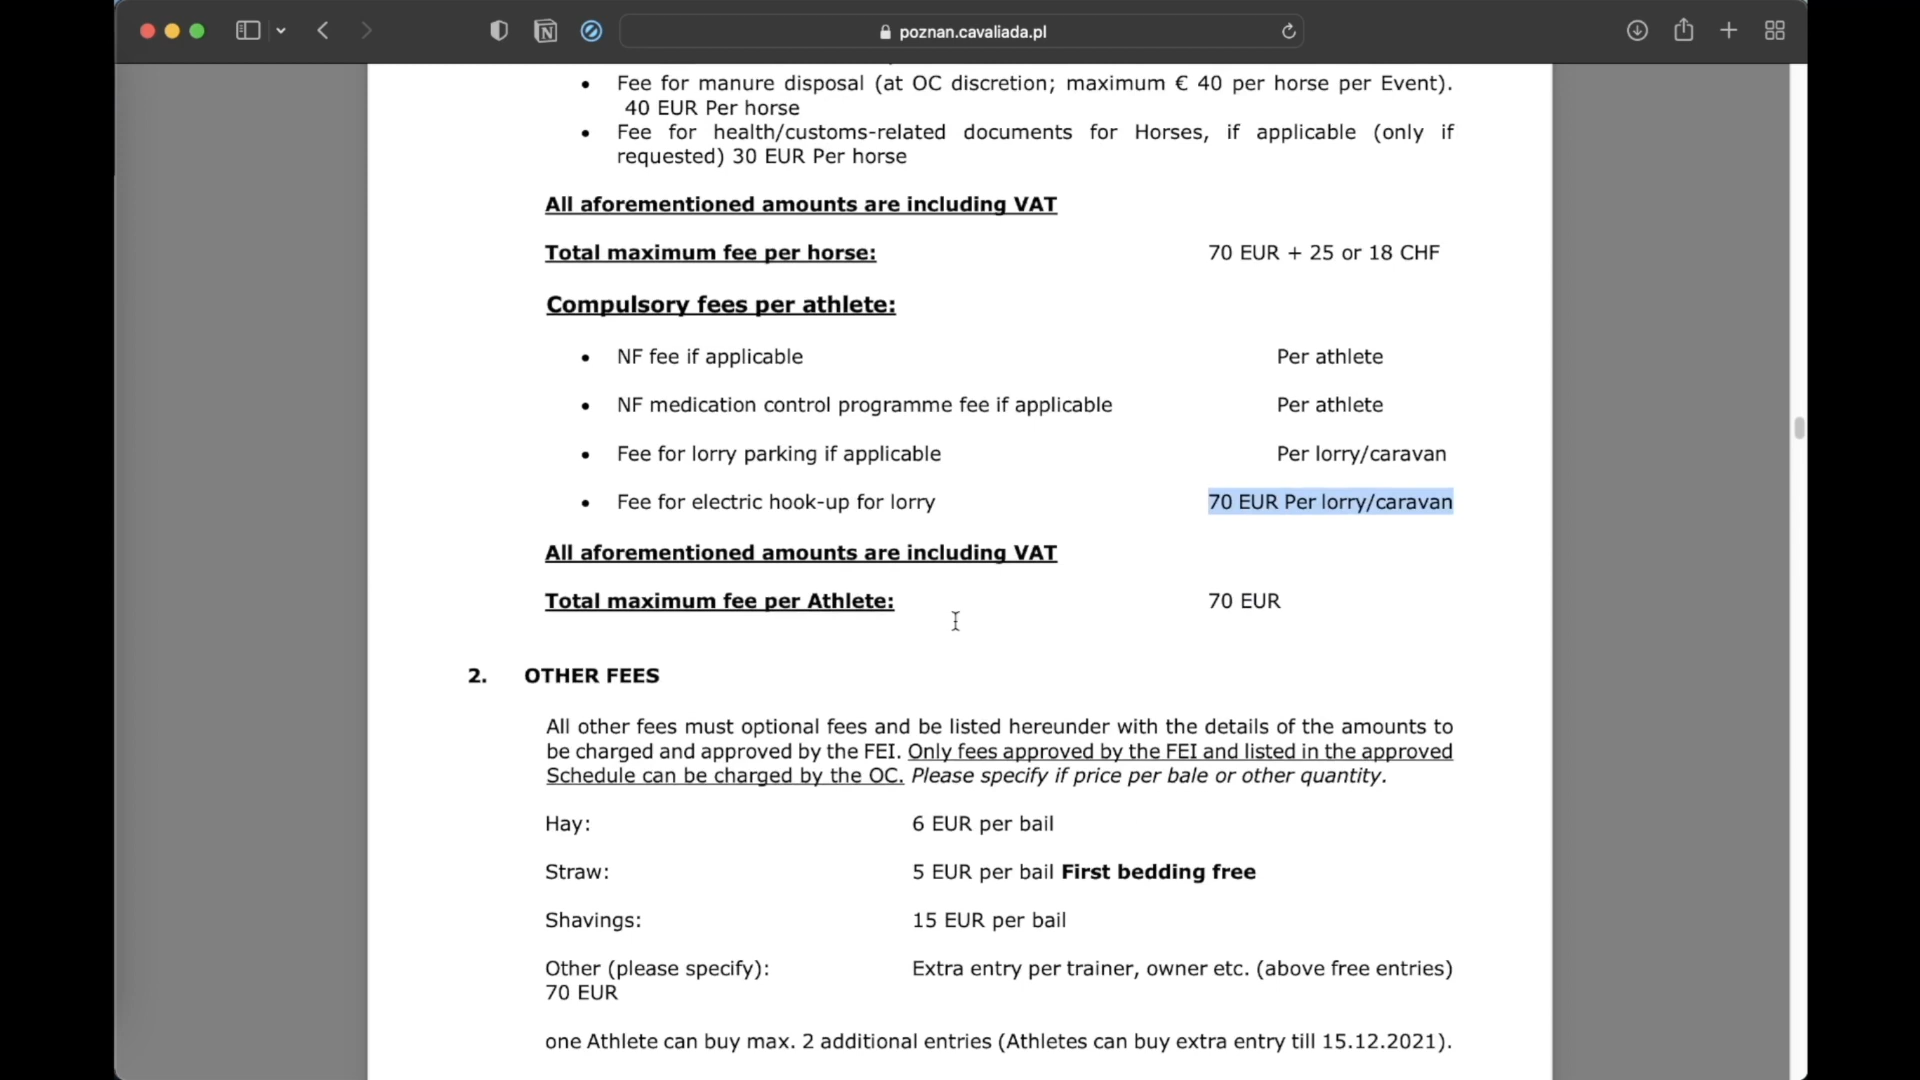 poznan.cavaliada.pl
• Fee for manure disposal (at OC discretion; maximum € 40 per horse per Event).
40 EUR Per horse
• Fee for health/customs-related documents for Horses, if applicable (only if
requested) 30 EUR Per horse
All aforementioned amounts are including VAT
Total maximum fee per horse: 70 EUR + 25 or 18 CHF
Compulsory fees per athlete:
• NF fee if applicable Per athlete
• NF medication control programme fee if applicable Per athlete
• Fee for lorry parking if applicable Per lorry/caravan
• Fee for electric hook-up for lorry 70 EUR Per lorry/caravan
All aforementioned amounts are including VAT
Total maximum fee per Athlete: 70 EUR
2. OTHER FEES
All other fees must optional fees and be listed hereunder with the details of the amounts to
be charged and approved by the FEI. Only fees approved by the FEI and listed in the approved
Schedule can be charged by the OC. Please specify if price per bale or other quantity.
Hay: 6 EUR per bail
Straw: 5 EUR per bail First bedding free
Shavings: 15 EUR per bail
Other (please specify): Extra entry per trainer, owner etc. (above free entries)
70 EUR
one Athlete can buy max. 2 additional entries (Athletes can buy extra entry till 15.12.2021).